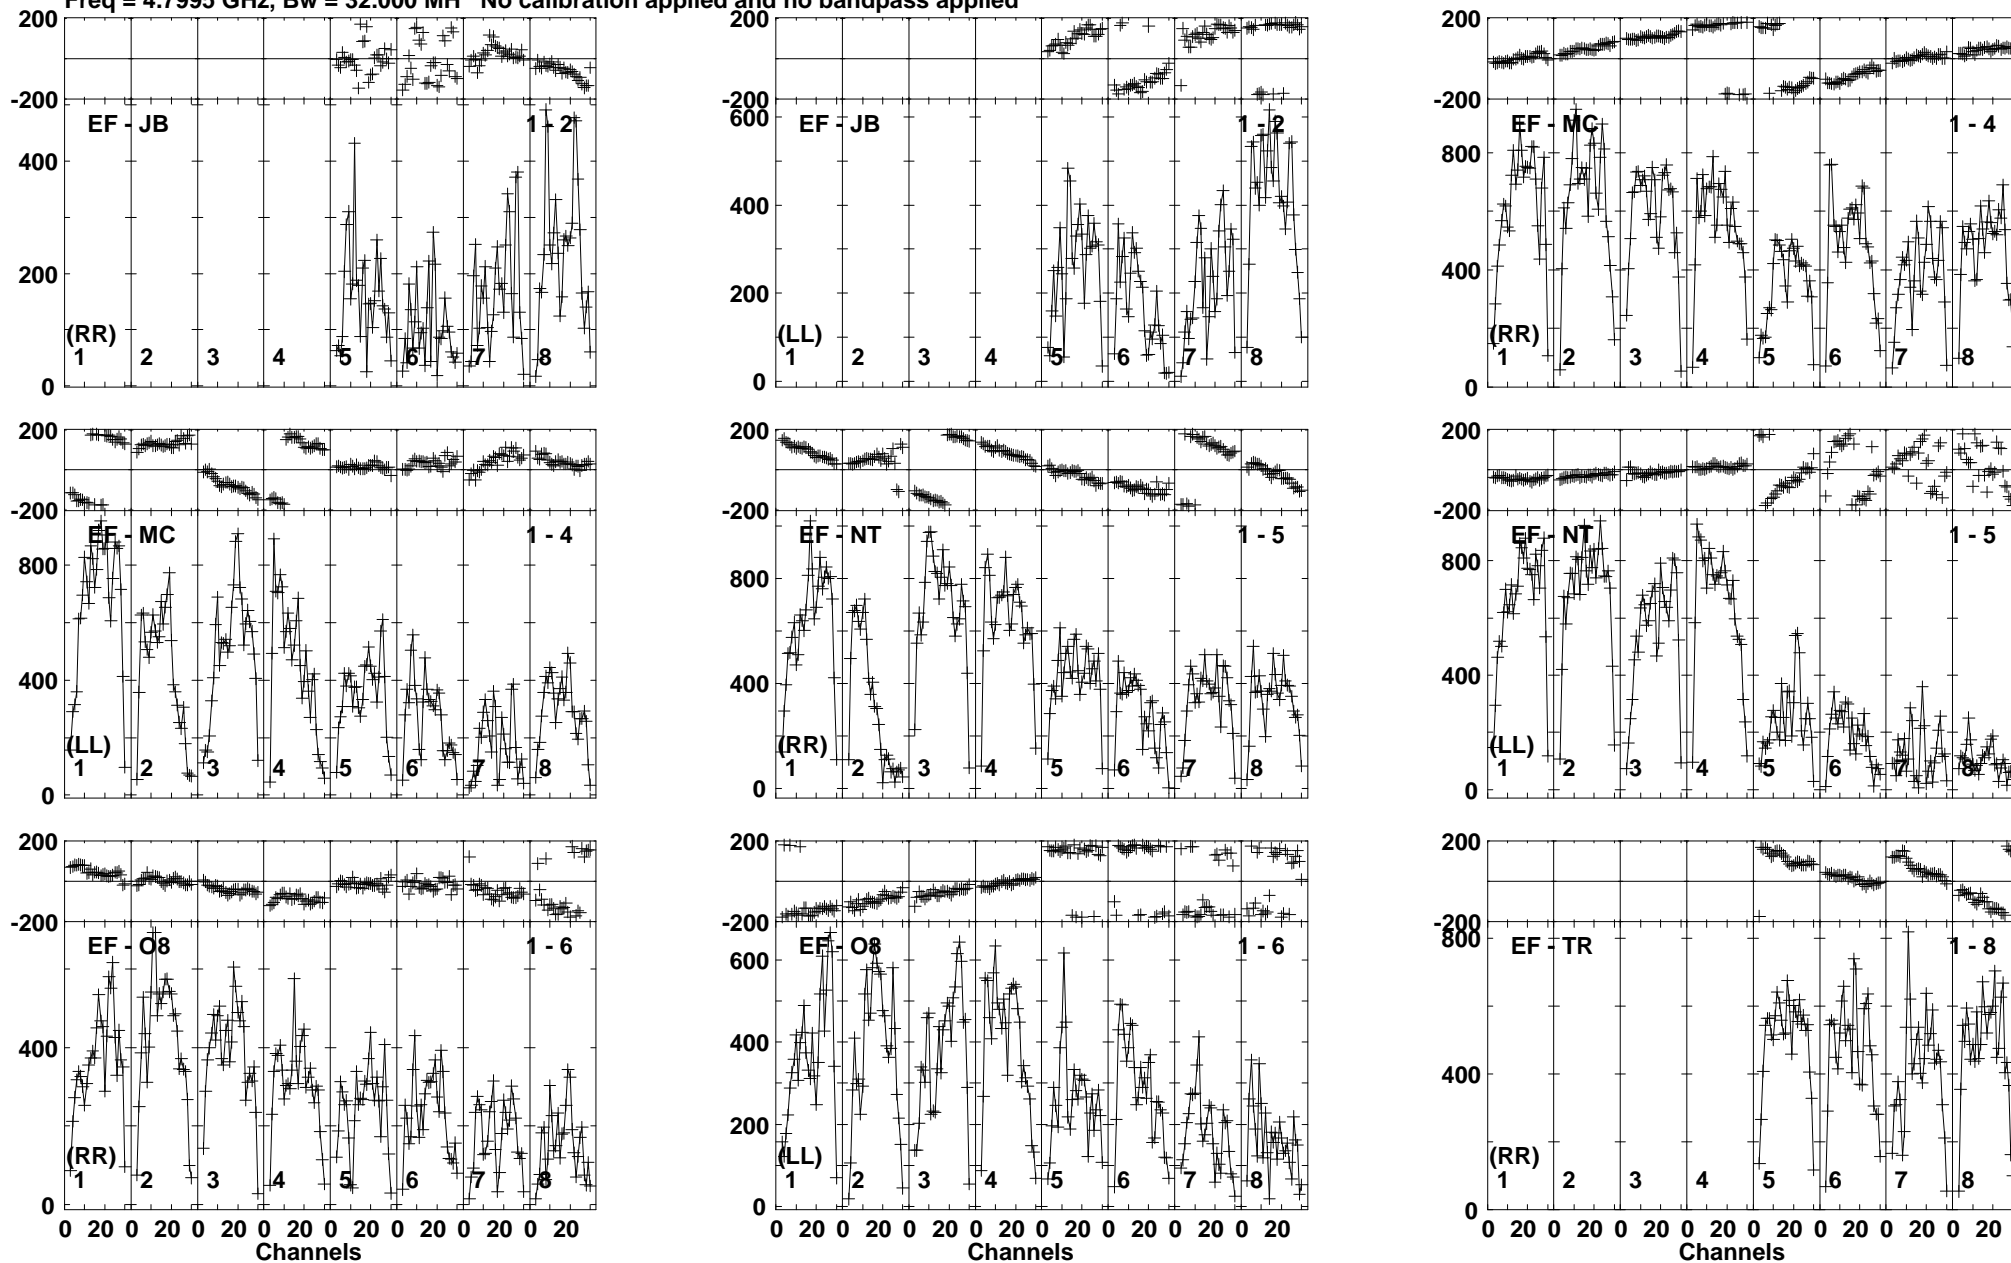 Freq = 4.7995 GHz, Bw = 32.000 MH No calibration applied and no bandpass applied
200 200 200
-200 -200 -200
EF - JB 1 - 2 EF - JB 1 - 2 EF - MC 1 - 4
400 200 0
600 400 200 0
800 400 0
(RR) (LL) (RR)
1 2 3 4 5 6 7 8 1 2 3 4 5 6 7 8 1 2 3 4 5 6 7 8
200 200 200
-200 -200 -200
EF - MC 1 - 4 EF - NT 1 - 5 EF - NT 1 - 5
800 400 0
800 400 0
800 400 0
(LL) (RR) (LL)
1 2 3 4 5 6 7 8 1 2 3 4 5 6 7 8 1 2 3 4 5 6 7 8
200 200 200
-200 -200 -200
EF - O8 1 - 6 EF - O8 1 - 6 EF - TR 1 - 8
400 0
600 400 200 0
800 400 0
(RR) (LL) (RR)
1 2 3 4 5 6 7 8 1 2 3 4 5 6 7 8 1 2 3 4 5 6 7 8
0 20 0 20 0 20 0 20 0 20 0 20 0 20 0 20 0 20 0 20 0 20 0 20 0 20 0 20 0 20 0 20 0 20 0 20 0 20 0 20 0 20 0 20 0 20 0 20
Channels Channels Channels